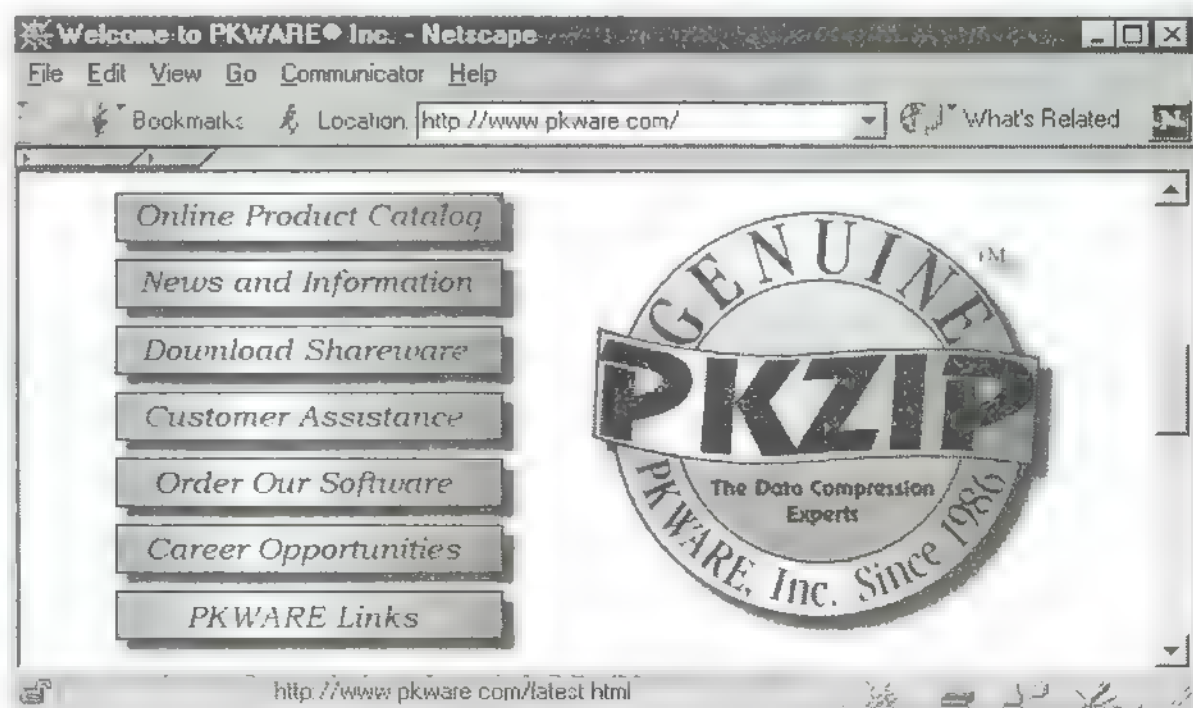 Welcome to PKWARE® Inc. - Netscape
File Edit View Go Communicator Help
Bookmarks Location: http://www.pkware.com/ What's Related N
Online Product Catalog
News and Information
Download Shareware
Customer Assistance
Order Our Software
Career Opportunities
PKWARE Links
GENUINE TM
PKZIP
The Data Compression
Experts
PKWARE, Inc. Since 1986
http://www.pkware.com/latest.html